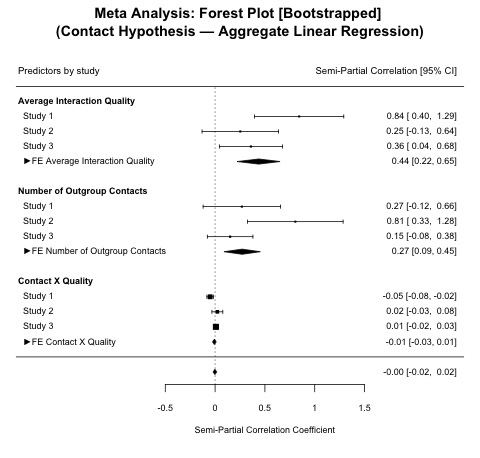 Meta Analysis: Forest Plot [Bootstrapped]
(Contact Hypothesis — Aggregate Linear Regression)
Predictors by study Semi-Partial Correlation [95% CI]
Average Interaction Quality
Study 1 0.84 [ 0.40, 1.29]
Study 2 0.25 [-0.13, 0.64]
Study 3 0.36 [ 0.04, 0.68]
►FE Average Interaction Quality 0.44 [0.22, 0.65]
Number of Outgroup Contacts
Study 1 0.27 [-0.12, 0.66]
Study 2 0.81 [ 0.33, 1.28]
Study 3 0.15 [-0.08, 0.38]
►FE Number of Outgroup Contacts 0.27 [0.09, 0.45]
Contact X Quality
Study 1 -0.05 [-0.08, -0.02]
Study 2 0.02 [-0.03, 0.08]
Study 3 0.01 [-0.02, 0.03]
►FE Contact X Quality -0.01 [-0.03, 0.01]
-0.00 [-0.02, 0.02]
-0.5 0 0.5 1 1.5
Semi-Partial Correlation Coefficient